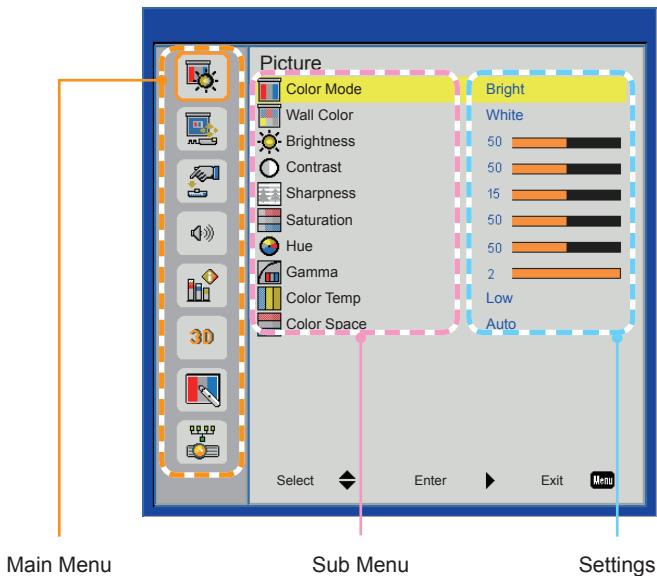 Picture
Color Mode Bright
Wall Color White
Brightness 50
Contrast 50
Sharpness 15
Saturation 50
Hue 50
Gamma 2
Color Temp Low
Color Space Auto
3D
Select Enter Exit Menu
Main Menu Sub Menu Settings